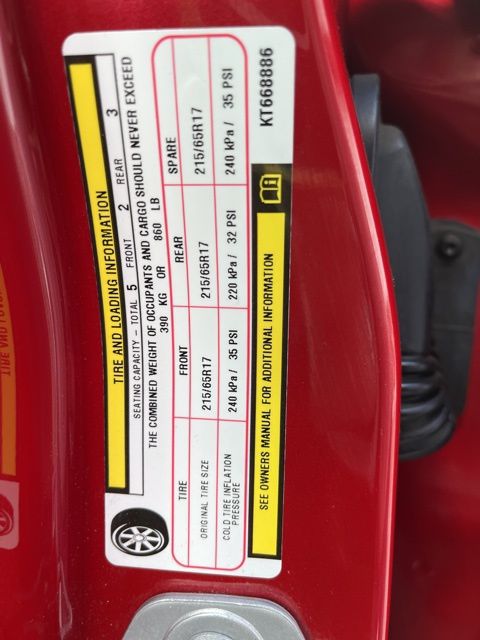 TIRE AND LOADING INFORMATION
SEATING CAPACITY - TOTAL 5 FRONT 2 REAR 3
THE COMBINED WEIGHT OF OCCUPANTS AND CARGO SHOULD NEVER EXCEED
390 KG OR 860 LB
TIRE FRONT REAR SPARE
ORIGINAL TIRE SIZE 215/65R17 215/65R17 215/65R17
COLD TIRE INFLATION
PRESSURE 240 kPa / 35 PSI 220 kPa / 32 PSI 240 kPa / 35 PSI
SEE OWNERS MANUAL FOR ADDITIONAL INFORMATION
KT668886